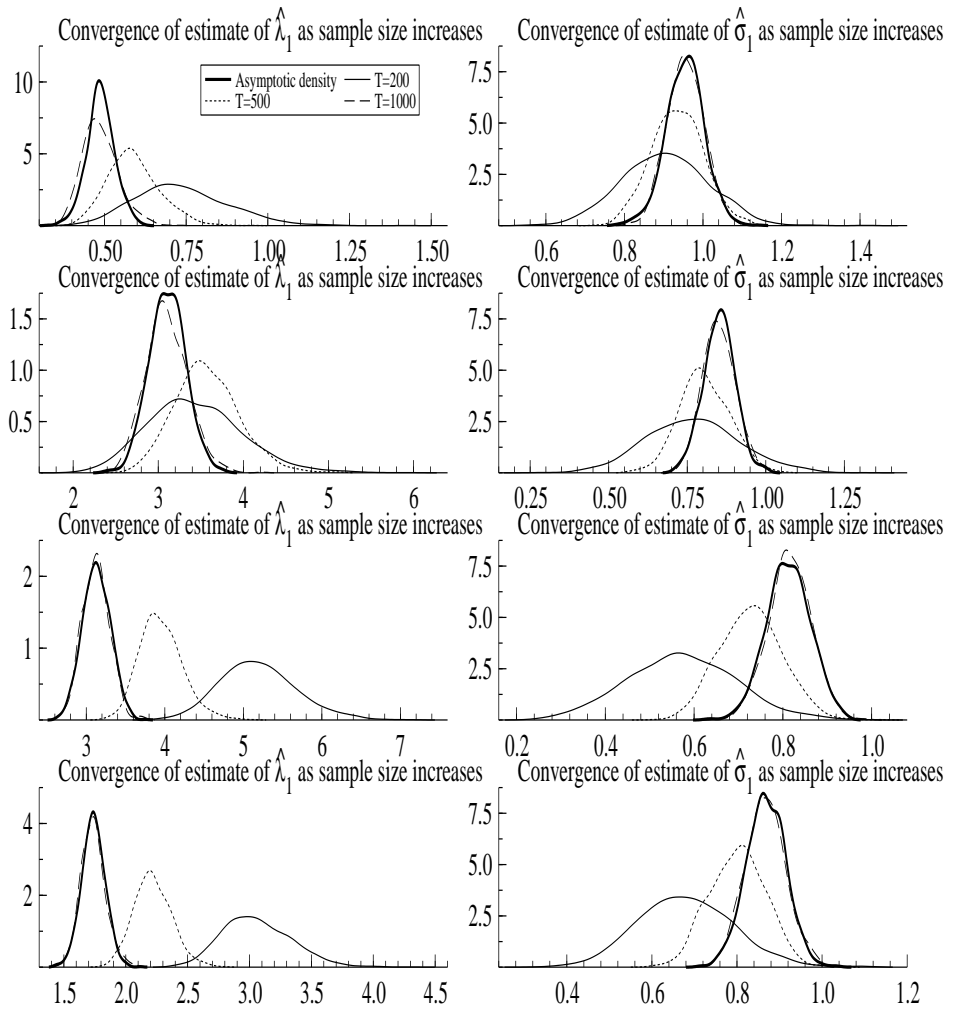 Convergence of estimate of λ̂₁ as sample size increases
Asymptotic density T=200
T=500 T=1000
10
5
0.50 0.75 1.00 1.25 1.50
Convergence of estimate of σ̂₁ as sample size increases
7.5
5.0
2.5
0.6 0.8 1.0 1.2 1.4
Convergence of estimate of λ̂₁ as sample size increases
1.5
1.0
0.5
2 3 4 5 6
Convergence of estimate of σ̂₁ as sample size increases
7.5
5.0
2.5
0.25 0.50 0.75 1.00 1.25
Convergence of estimate of λ̂₁ as sample size increases
2
1
3 4 5 6 7
Convergence of estimate of σ̂₁ as sample size increases
7.5
5.0
2.5
0.2 0.4 0.6 0.8 1.0
Convergence of estimate of λ̂₁ as sample size increases
4
2
1.5 2.0 2.5 3.0 3.5 4.0 4.5
Convergence of estimate of σ̂₁ as sample size increases
7.5
5.0
2.5
0.4 0.6 0.8 1.0 1.2